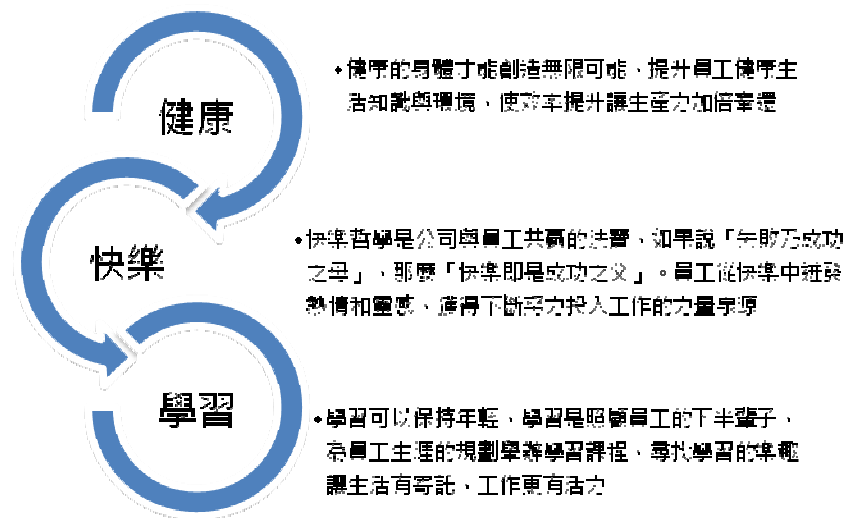 健康
•健康的身體才能創造無限可能、提升員工健康生
活知識與環境，使效率提升讓生產力加倍奉還
快樂
•快樂哲學是公司與員工共贏的法寶，如果說「失敗乃成功
之母」、那麼「快樂即是成功之父」。員工從快樂中迸發
熱情和靈感、獲得不斷努力投入工作的力量泉源
學習
•學習可以保持年輕，學習是照顧員工的下半輩子、
為員工生涯的規劃舉辦學習課程，尋找學習的樂趣
讓生活有寄託、工作更有活力